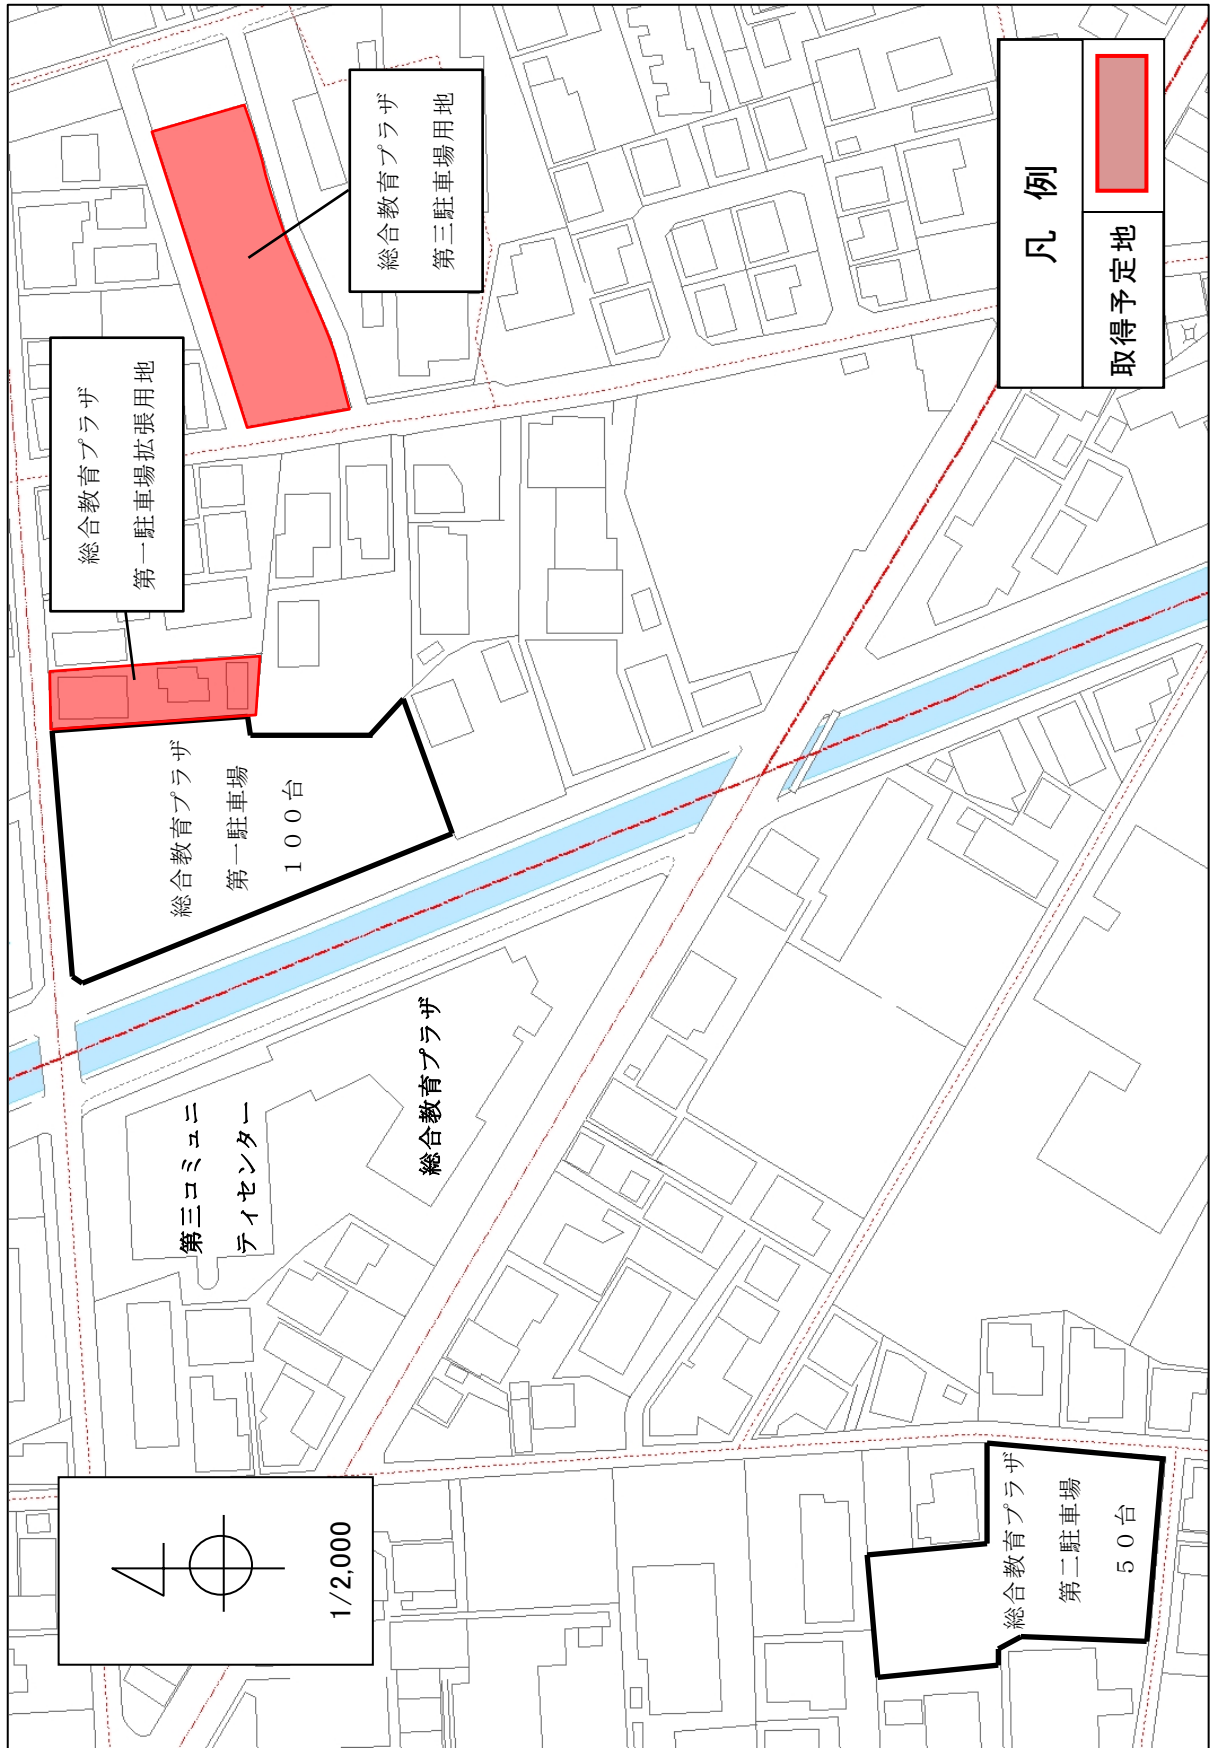 1/2,000
第三コミュニ
ティセンター
総合教育プラザ
総合教育プラザ
第一駐車場
100台
総合教育プラザ
第一駐車場拡張用地
総合教育プラザ
第三駐車場用地
総合教育プラザ
第二駐車場
50台
凡 例
取得予定地